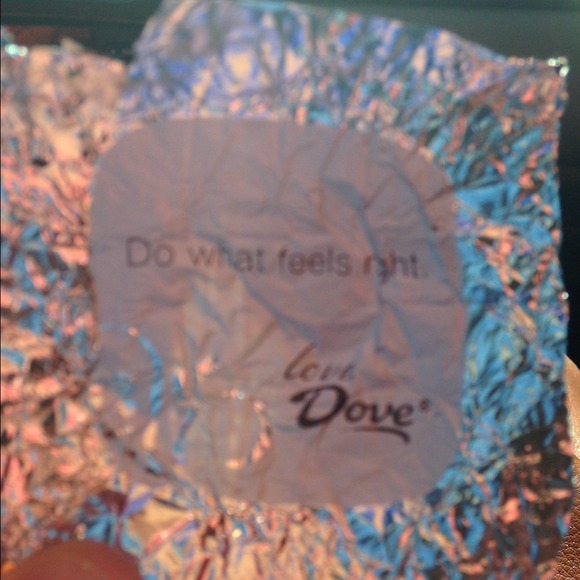 Do what feels right.
love,
Dove®